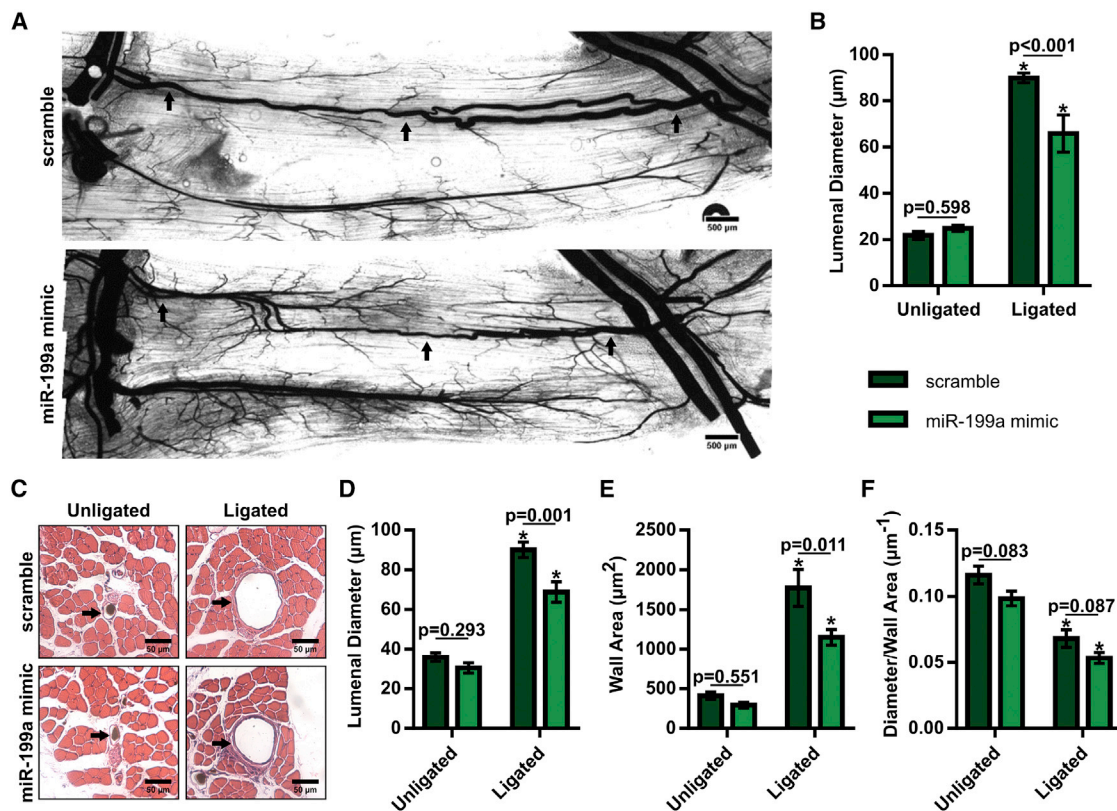 A
scramble
500 µm
miR-199a mimic
500 µm
B
Lumenal Diameter (µm)
100
80
60
40
20
0
p=0.598
p<0.001
*
*
Unligated
Ligated
scramble
miR-199a mimic
C
Unligated
Ligated
scramble
50 µm
50 µm
miR-199a mimic
50 µm
50 µm
D
Lumenal Diameter (µm)
100
80
60
40
20
0
p=0.293
p=0.001
*
*
Unligated
Ligated
E
Wall Area (µm²)
2500
2000
1500
1000
500
0
p=0.551
p=0.011
*
*
Unligated
Ligated
F
Diameter/Wall Area (µm⁻¹)
0.15
0.10
0.05
0.00
p=0.083
p=0.087
*
*
Unligated
Ligated